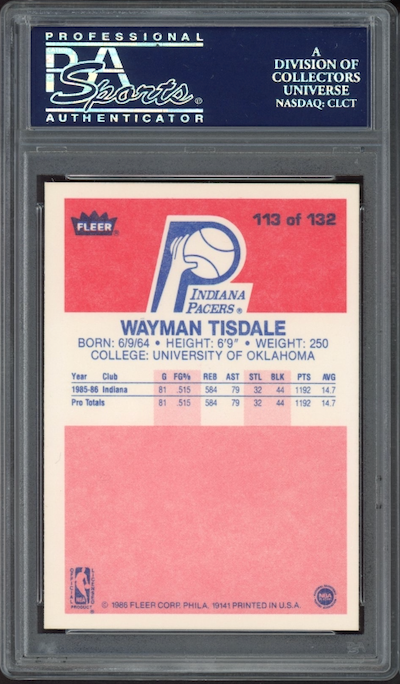 PROFESSIONAL
PSA
Sports®
AUTHENTICATOR
A
DIVISION OF
COLLECTORS
UNIVERSE
NASDAQ: CLCT
FLEER®
113 of 132
INDIANA
PACERS®
WAYMAN TISDALE
BORN: 6/9/64 • HEIGHT: 6'9" • WEIGHT: 250
COLLEGE: UNIVERSITY OF OKLAHOMA
Year Club G FG% REB AST STL BLK PTS AVG
1985-86 Indiana 81 .515 584 79 32 44 1192 14.7
Pro Totals 81 .515 584 79 32 44 1192 14.7
NBA
PRODUCT
© 1986 FLEER CORP. PHILA. 19141 PRINTED IN U.S.A.